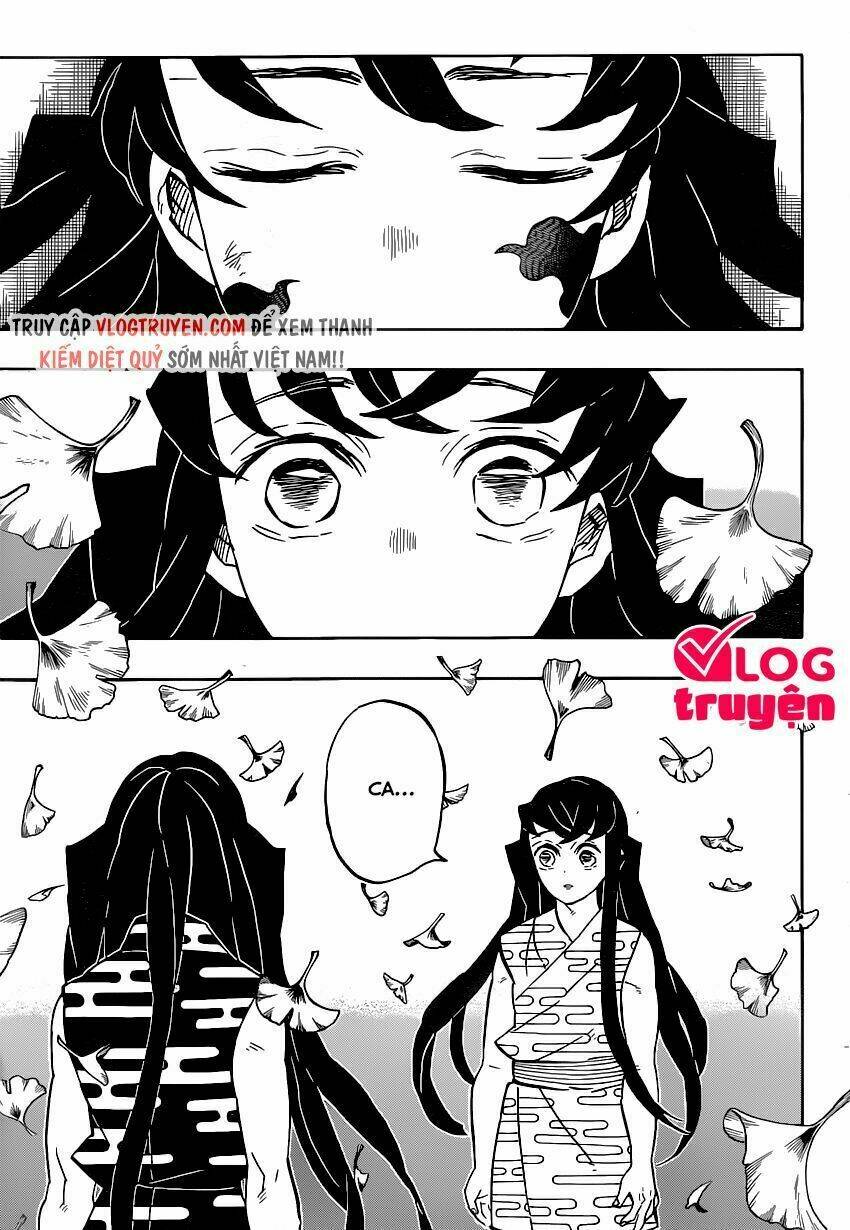 TRUY CẬP VLOGTRUYEN.COM ĐỂ XEM THANH
KIẾM DIỆT QUỶ SỚM NHẤT VIỆT NAM!!
VLOG
truyện
CA...